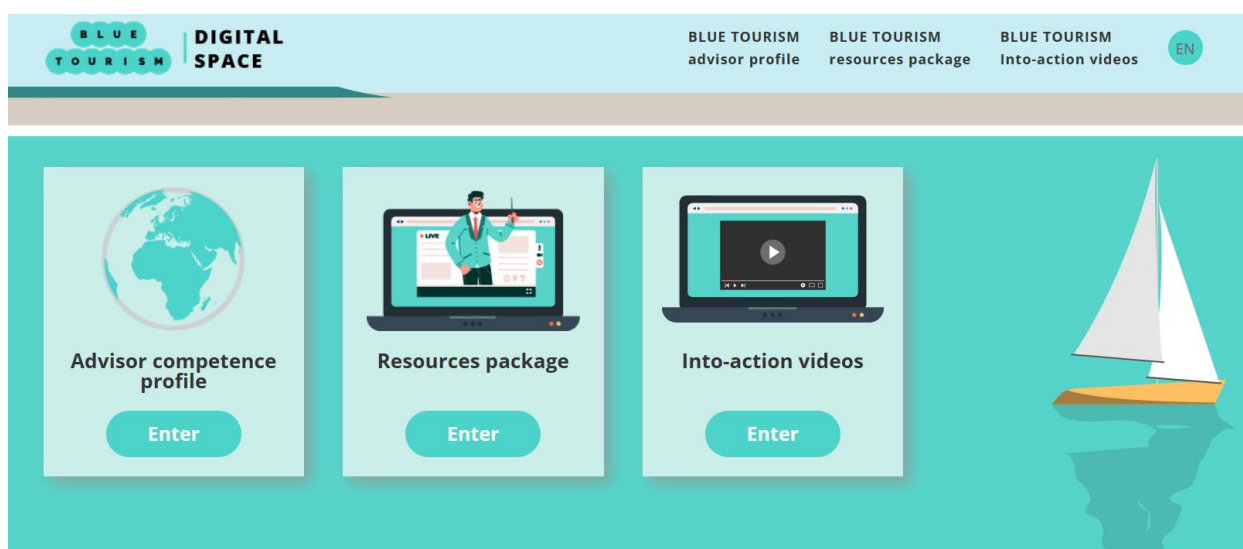 BLUE
TOURISM
DIGITAL
SPACE
BLUE TOURISM
advisor profile
BLUE TOURISM
resources package
BLUE TOURISM
Into-action videos
EN
LIVE
Advisor competence
profile
Enter
Resources package
Enter
Into-action videos
Enter